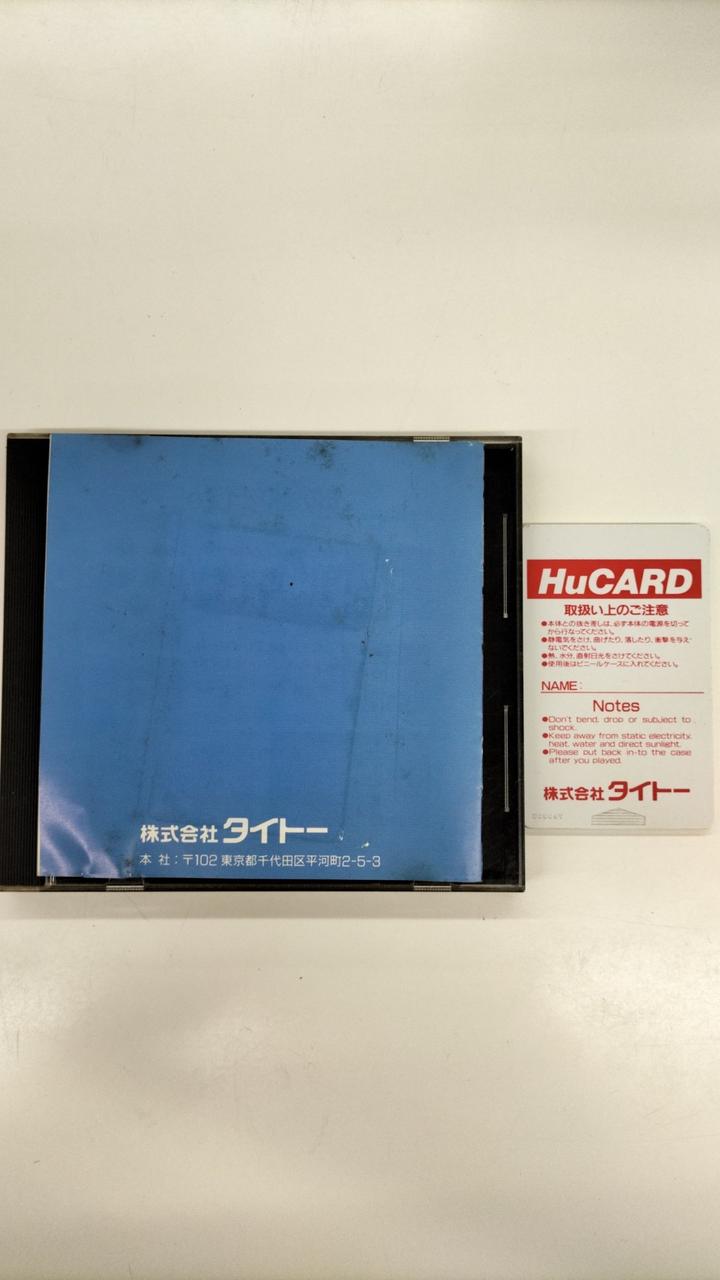 株式会社 タイトー
本 社：〒102 東京都千代田区平河町2-5-3
HuCARD
取扱い上のご注意
●本体との抜き差しは、必ず本体の電源を切って
から行なってください。
●静電気をさけ、曲げたり、落したり、衝撃を与え
ないでください。
●熱、水分、直射日光をさけてください。
●使用後はビニールケースに入れてください。
NAME:
Notes
●Don't bend, drop or subject to
shock.
●Keep away from static electricity,
heat, water and direct sunlight.
●Please put back in-to the case
after you played.
株式会社 タイトー